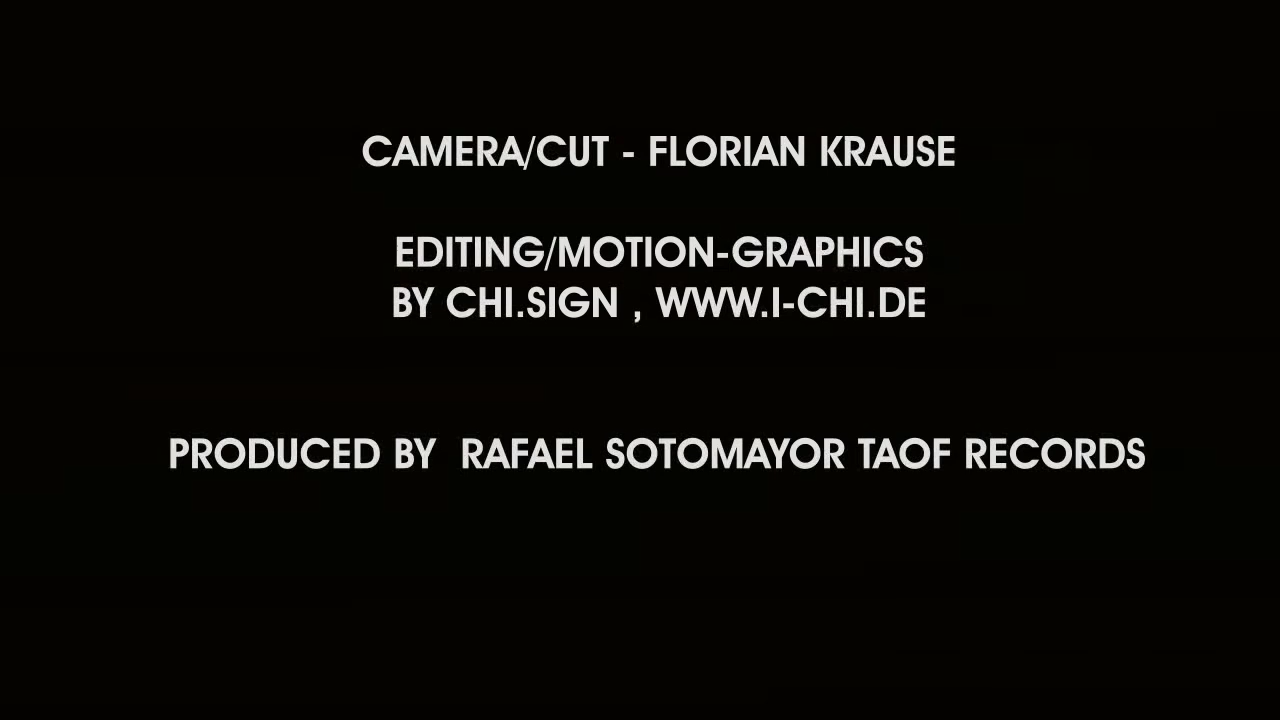 CAMERA/CUT - FLORIAN KRAUSE
EDITING/MOTION-GRAPHICS
BY CHI.SIGN , WWW.I-CHI.DE
PRODUCED BY  RAFAEL SOTOMAYOR TAOF RECORDS